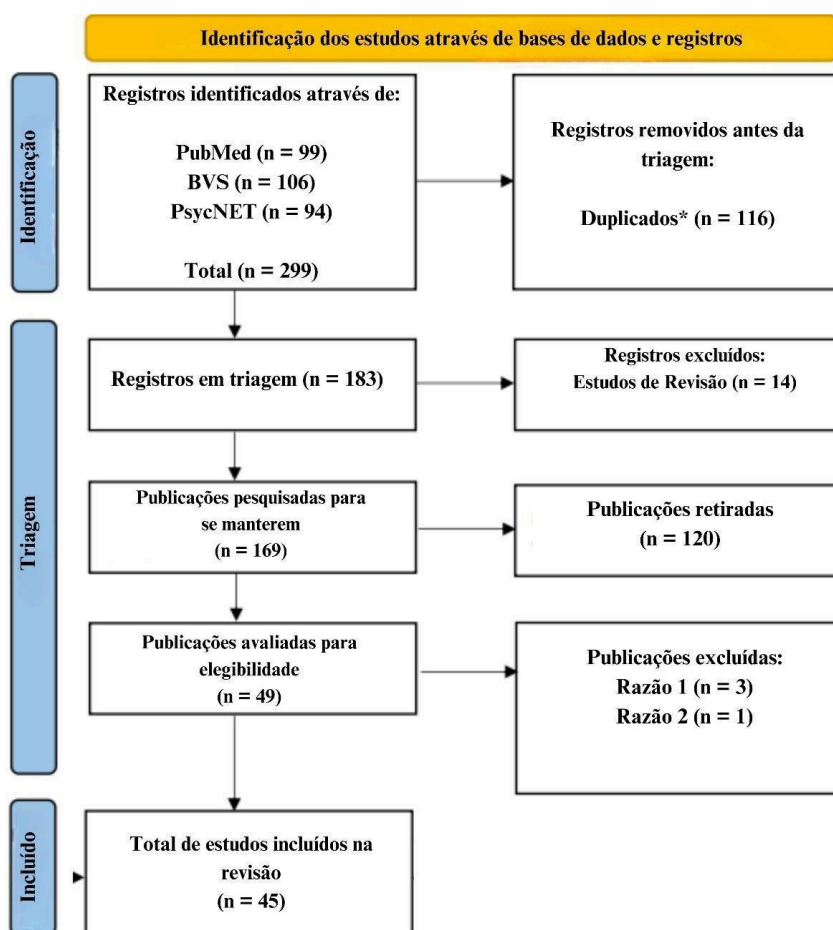 Identificação dos estudos através de bases de dados e registros
Identificação
Registros identificados através de:
PubMed (n = 99)
BVS (n = 106)
PsycNET (n = 94)
Total (n = 299)
Registros removidos antes da
triagem:
Duplicados* (n = 116)
Triagem
Registros em triagem (n = 183)
Registros excluídos:
Estudos de Revisão (n = 14)
Publicações pesquisadas para
se manterem
(n = 169)
Publicações retiradas
(n = 120)
Publicações avaliadas para
elegibilidade
(n = 49)
Publicações excluídas:
Razão 1 (n = 3)
Razão 2 (n = 1)
Incluído
Total de estudos incluídos na
revisão
(n = 45)